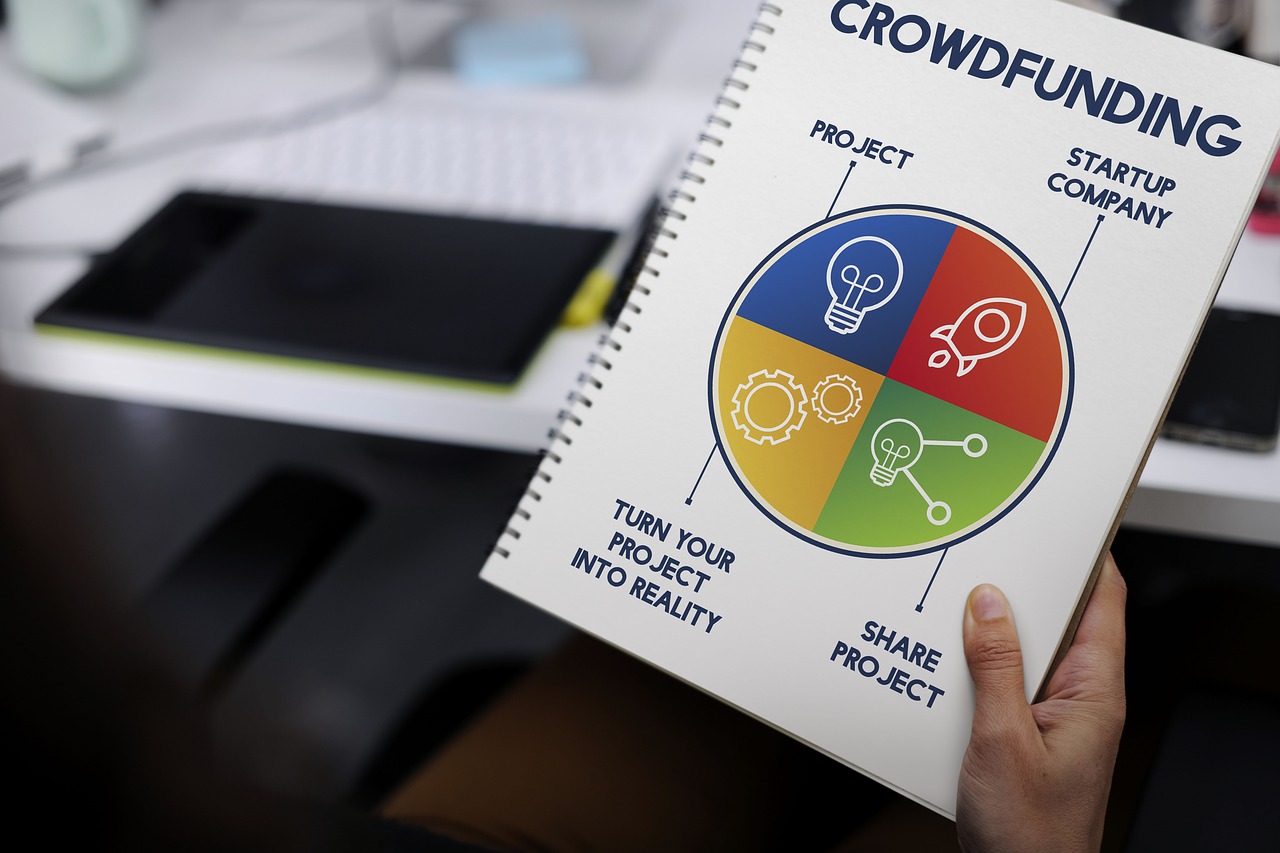 CROWDFUNDING
PROJECT
STARTUP
COMPANY
TURN YOUR
PROJECT
INTO REALITY
SHARE
PROJECT